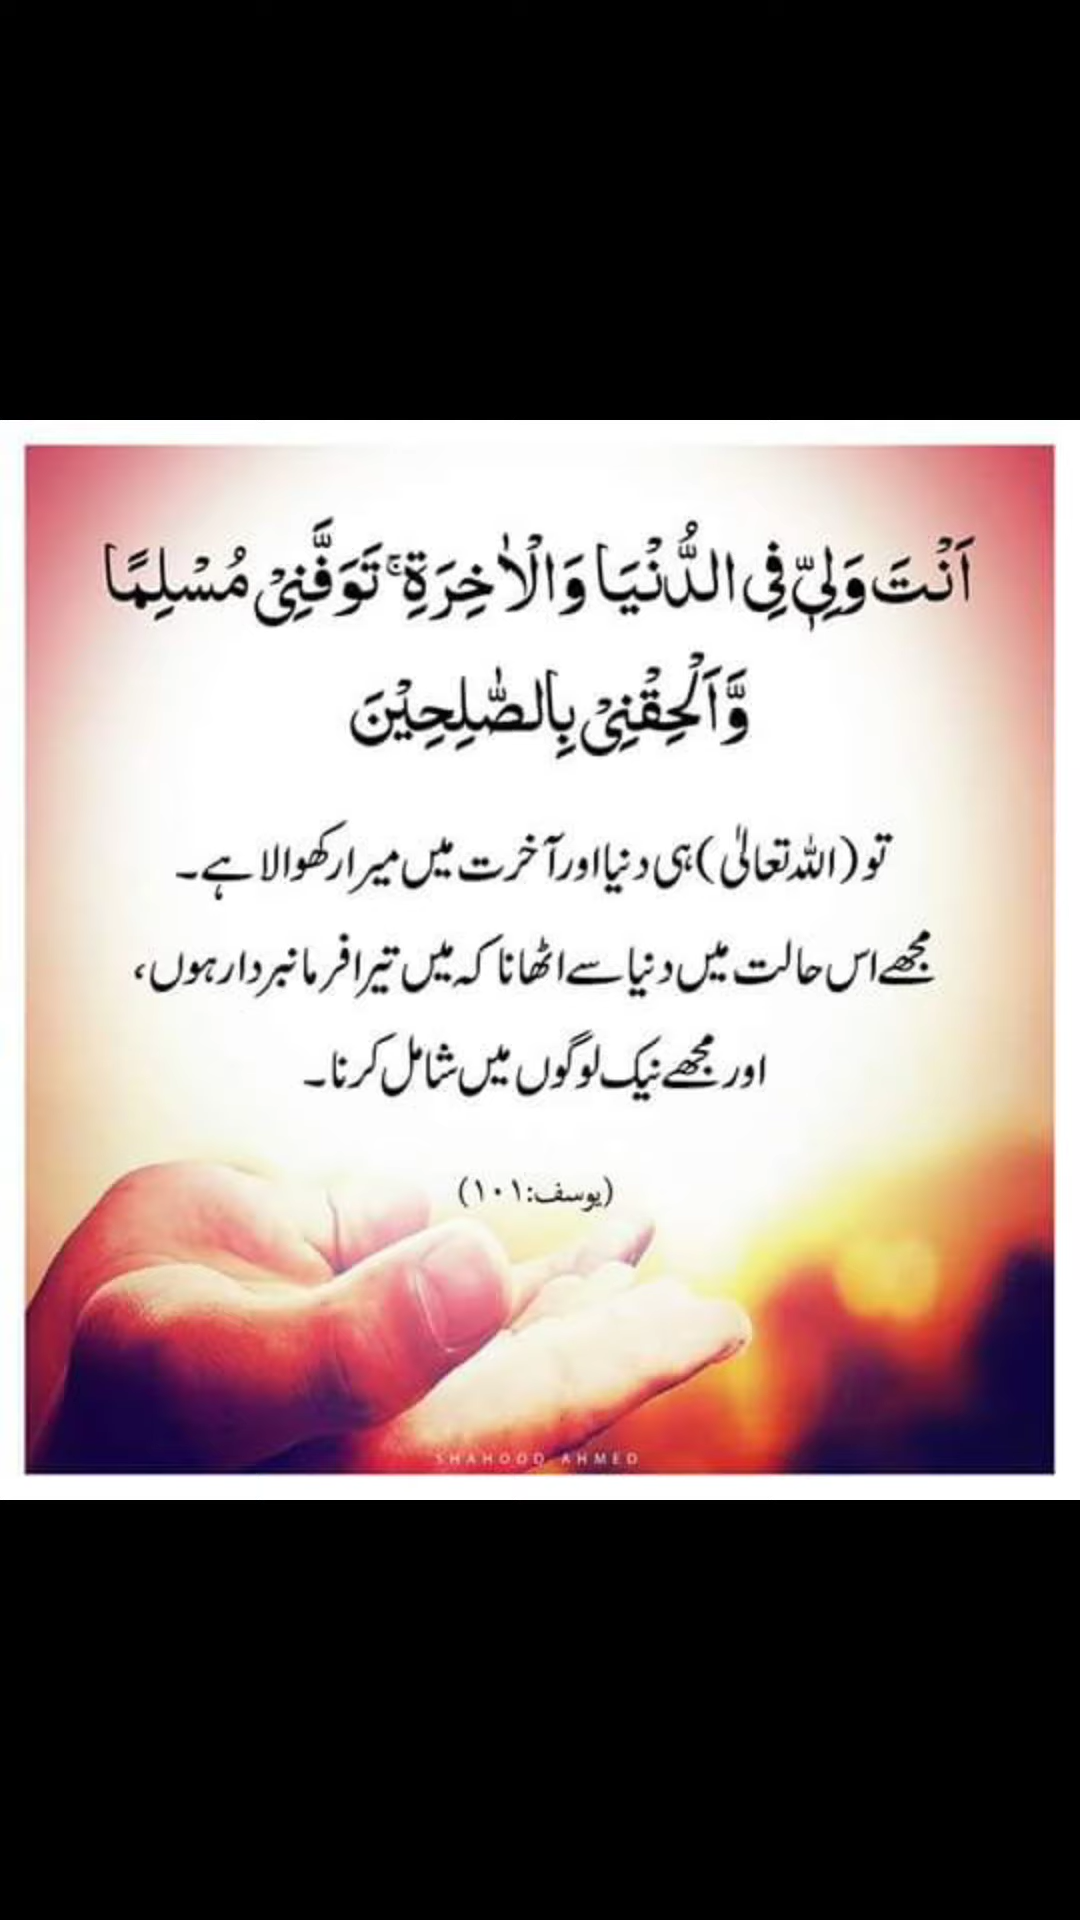 اَنْتَ وَلِیّٖ فِی الدُّنْیَا وَالْاٰخِرَةِ ۚ تَوَفَّنِیْ مُسْلِمًا
وَّاَلْحِقْنِیْ بِالصّٰلِحِیْنَ
تو (اللہ تعالیٰ) ہی دنیا اور آخرت میں میرا رکھوالا ہے۔
مجھے اس حالت میں دنیا سے اٹھانا کہ میں تیرا فرمانبردار ہوں،
اور مجھے نیک لوگوں میں شامل کرنا۔
(یوسف:۱۰۱)
SHAHOOD AHMED